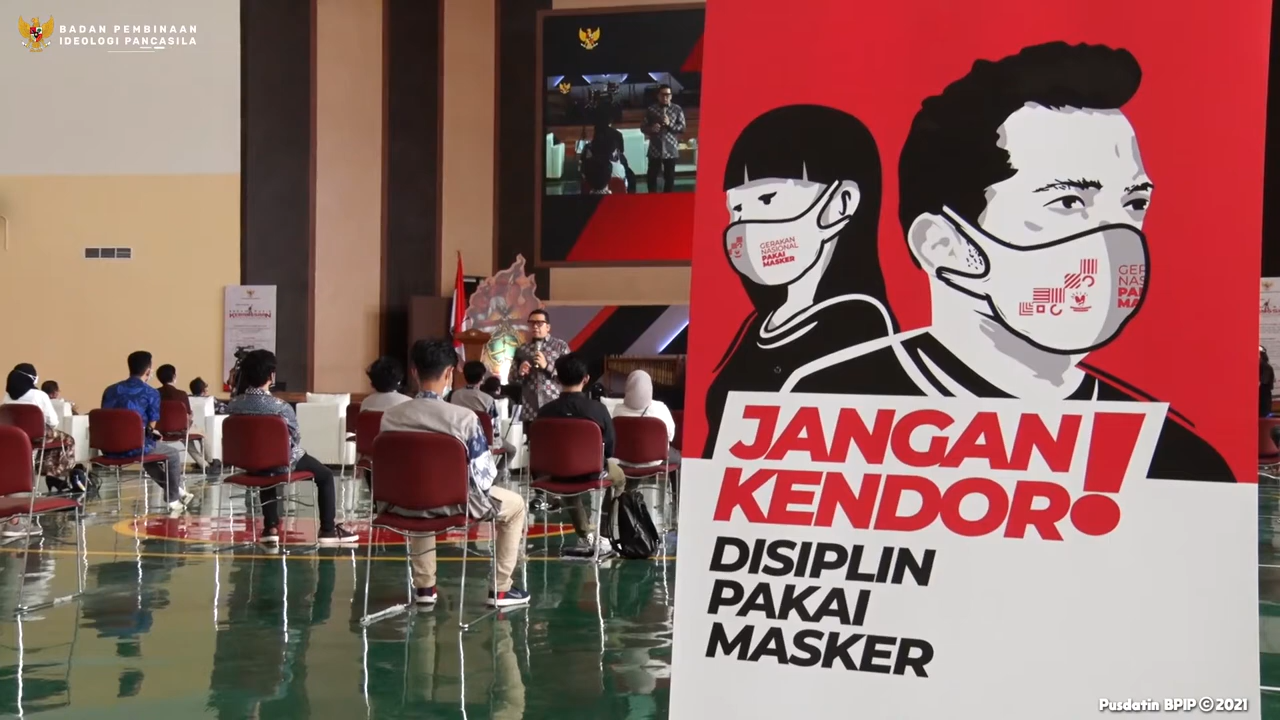 BADAN PEMBINAAN
IDEOLOGI PANCASILA
GERAKAN
NASIONAL
PAKAI
MASKER
JANGAN
KENDOR!
DISIPLIN
PAKAI
MASKER
Pusdatin BPIP © 2021